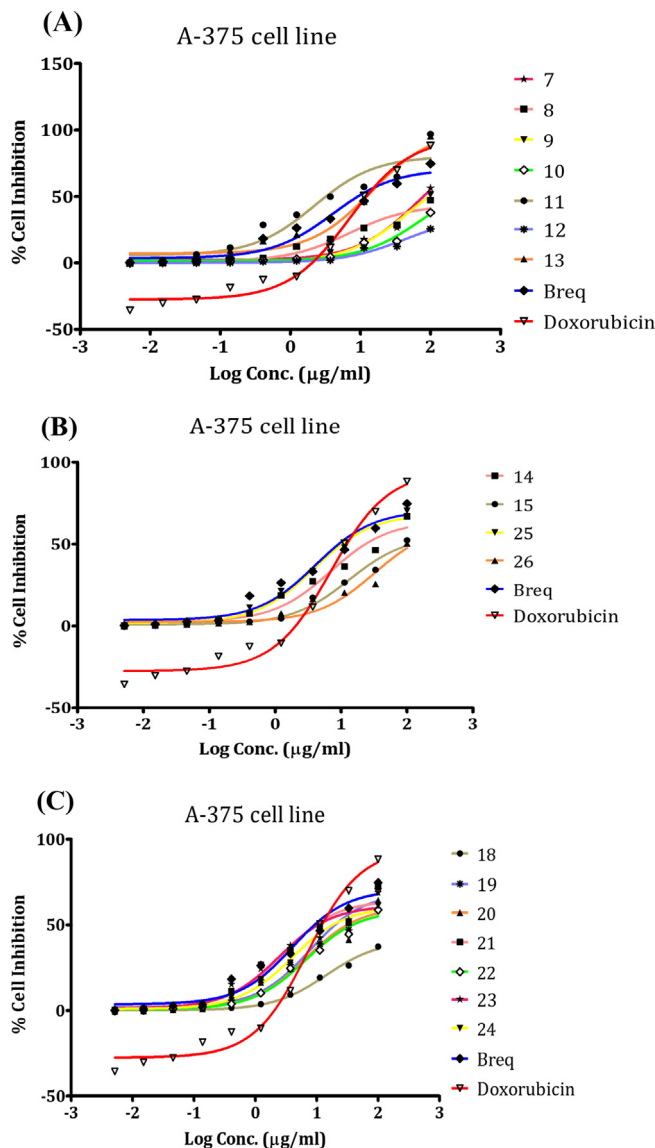 (A)
A-375 cell line
% Cell Inhibition
150
100
50
0
-50
-3 -2 -1 0 1 2 3
Log Conc. (μg/ml)
7
8
9
10
11
12
13
Breq
Doxorubicin
(B)
A-375 cell line
% Cell Inhibition
100
50
0
-50
-3 -2 -1 0 1 2 3
Log Conc. (μg/ml)
14
15
25
26
Breq
Doxorubicin
(C)
A-375 cell line
% Cell Inhibition
100
50
0
-50
-3 -2 -1 0 1 2 3
Log Conc. (μg/ml)
18
19
20
21
22
23
24
Breq
Doxorubicin